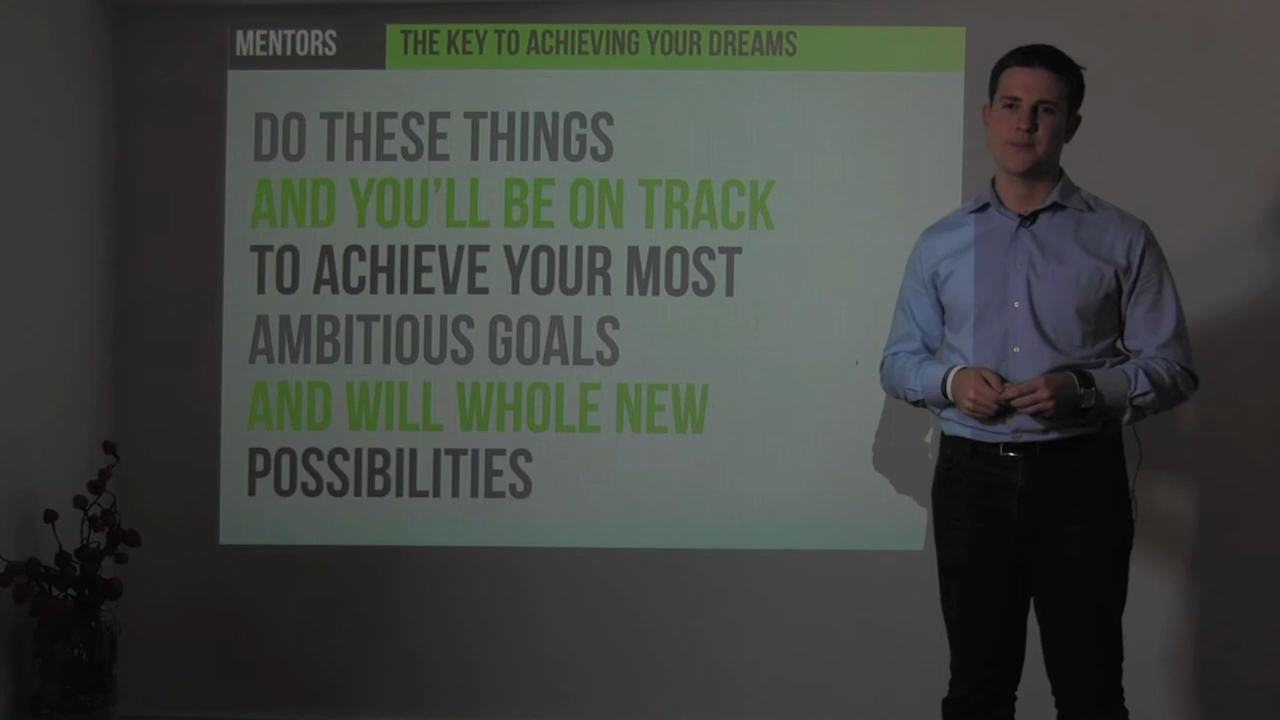 MENTORS THE KEY TO ACHIEVING YOUR DREAMS
DO THESE THINGS
AND YOU'LL BE ON TRACK
TO ACHIEVE YOUR MOST
AMBITIOUS GOALS
AND WILL WHOLE NEW
POSSIBILITIES